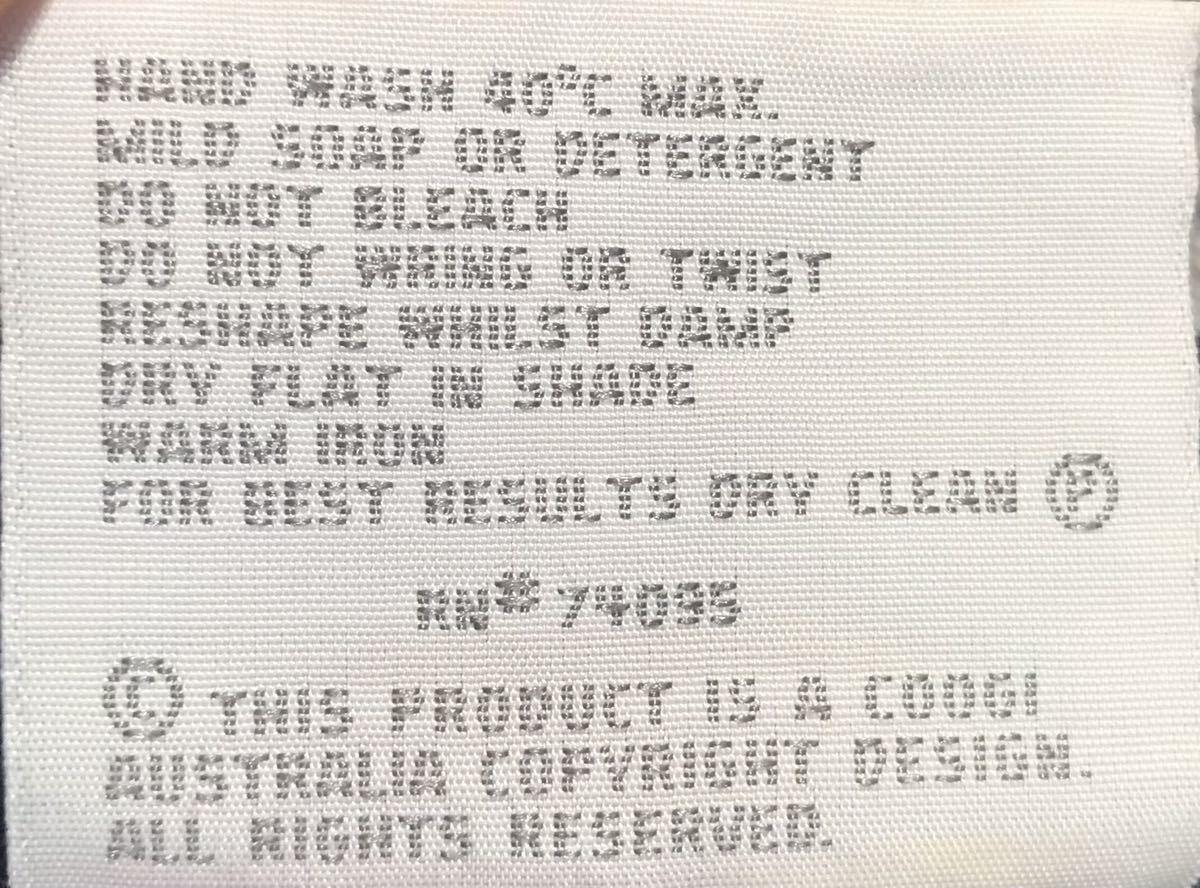 HAND WASH 40°C MAX.
MILD SOAP OR DETERGENT
DO NOT BLEACH
DO NOT WRING OR TWIST
RESHAPE WHILST DAMP
DRY FLAT IN SHADE
WARM IRON
FOR BEST RESULTS DRY CLEAN Ⓟ
RN# 74095
© THIS PRODUCT IS A COOGI
AUSTRALIA COPYRIGHT DESIGN.
ALL RIGHTS RESERVED.